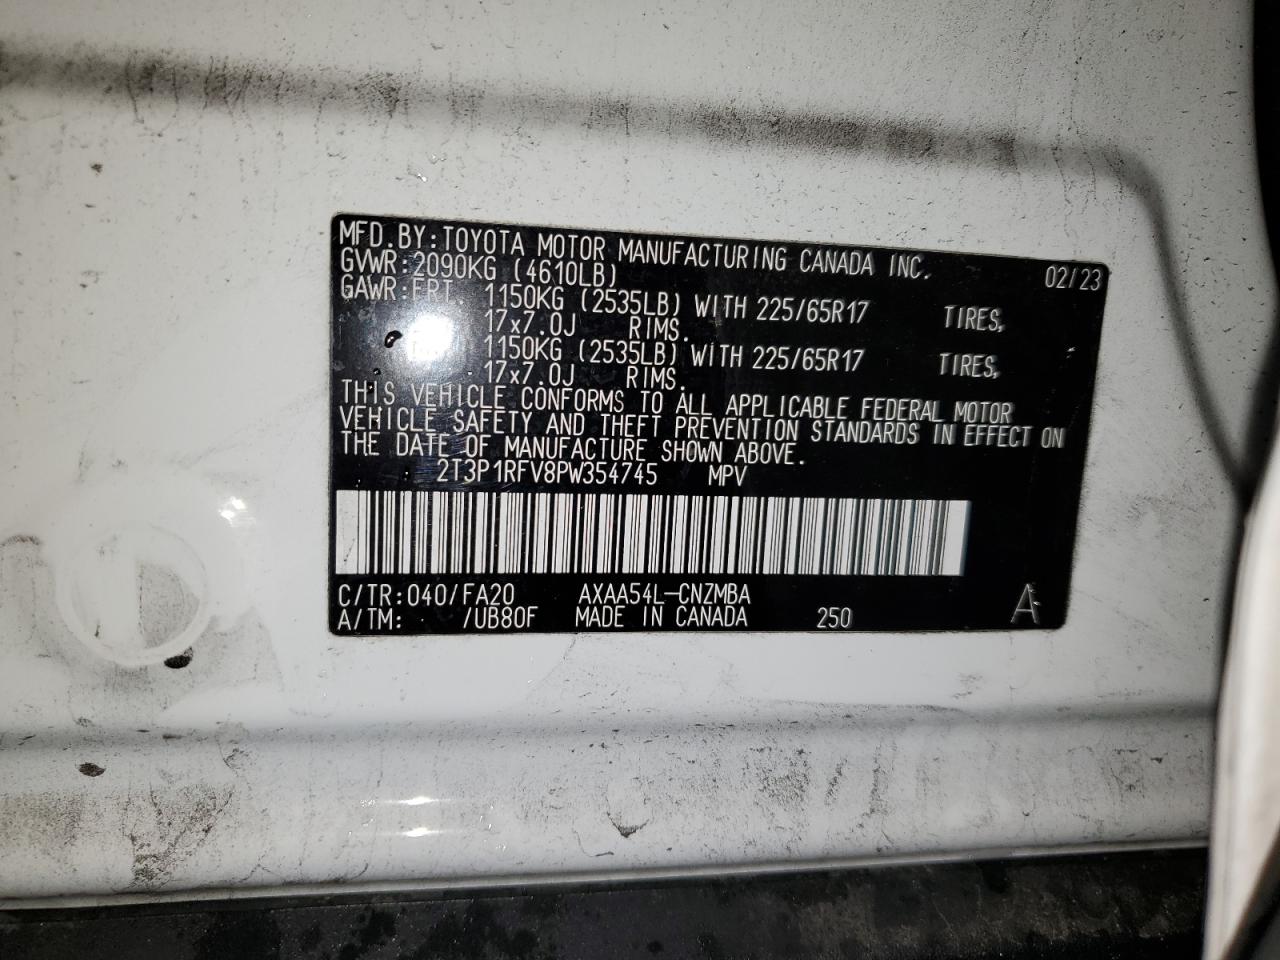 MFD.BY:TOYOTA MOTOR MANUFACTURING CANADA INC. 02/23
GVWR:2090KG (4610LB)
GAWR:FRT. 1150KG (2535LB) WITH 225/65R17 TIRES,
17x7.0J RIMS.
1150KG (2535LB) WITH 225/65R17 TIRES,
17x7.0J RIMS.
THIS VEHICLE CONFORMS TO ALL APPLICABLE FEDERAL MOTOR
VEHICLE SAFETY AND THEFT PREVENTION STANDARDS IN EFFECT ON
THE DATE OF MANUFACTURE SHOWN ABOVE.
2T3P1RFV8PW354745 MPV
C/TR:040/FA20 AXAA54L-CNZMBA
A/TM: /UB80F MADE IN CANADA 250 A